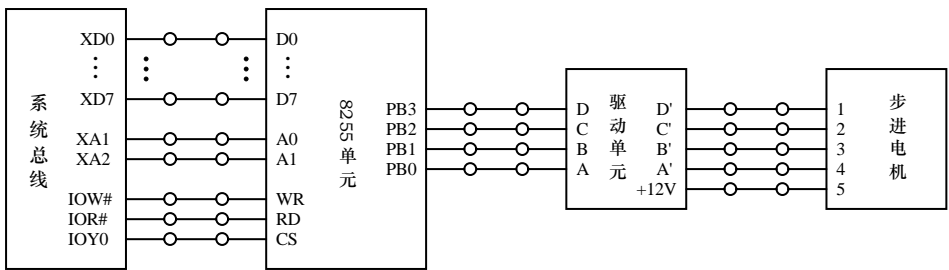 系统总线
XD0
⋮
XD7
XA1
XA2
IOW#
IOR#
IOY0
D0
⋮
D7
A0
A1
WR
RD
CS
8255单元
PB3
PB2
PB1
PB0
D
C
B
A
驱动单元
D'
C'
B'
A'
+12V
1
2
3
4
5
步进电机